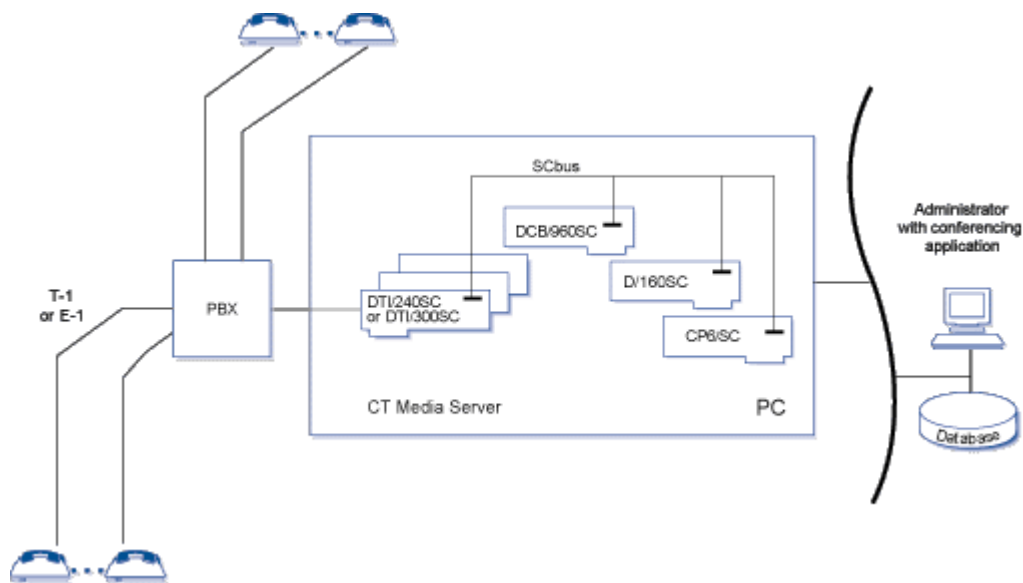 SCbus
DCB/960SC
D/160SC
DTI/240SC
or DTI/300SC
CP6/SC
T-1
or E-1
PBX
CT Media Server
PC
Administrator
with conferencing
application
Database